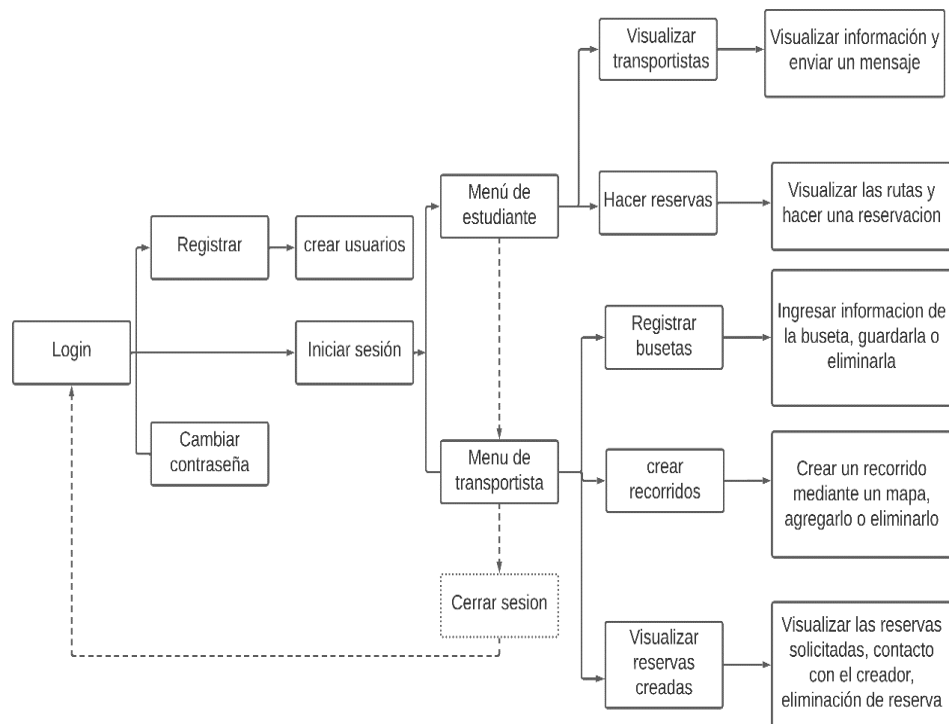 Login
Registrar
crear usuarios
Iniciar sesión
Cambiar
contraseña
Menú de
estudiante
Menu de
transportista
Cerrar sesion
Visualizar
transportistas
Visualizar información y
enviar un mensaje
Hacer reservas
Visualizar las rutas y
hacer una reservacion
Registrar
busetas
Ingresar informacion de
la buseta, guardarla o
eliminarla
crear
recorridos
Crear un recorrido
mediante un mapa,
agregarlo o eliminarlo
Visualizar
reservas
creadas
Visualizar las reservas
solicitadas, contacto
con el creador,
eliminación de reserva